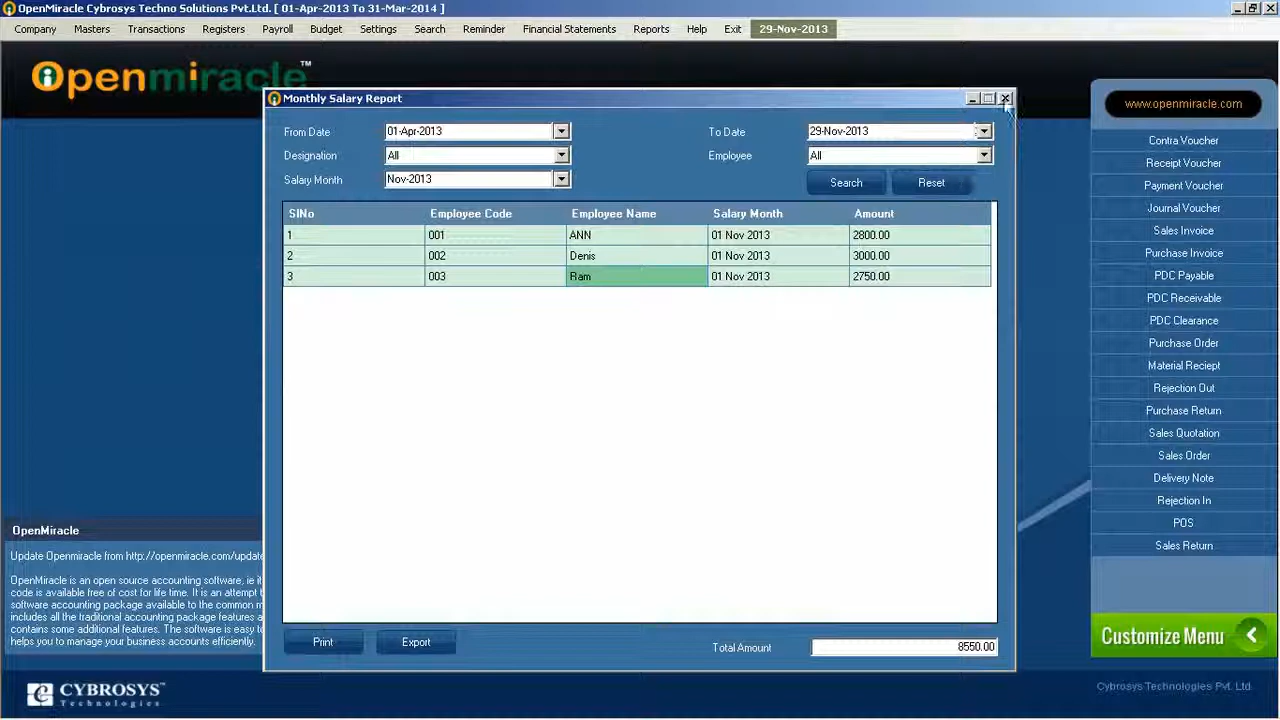 OpenMiracle Cybrosys Techno Solutions Pvt.Ltd. [ 01-Apr-2013 To 31-Mar-2014 ]
Company Masters Transactions Registers Payroll Budget Settings Search Reminder Financial Statements Reports Help Exit 29-Nov-2013
Openmiracle™
Monthly Salary Report
From Date 01-Apr-2013 To Date 29-Nov-2013
Designation All Employee All
Salary Month Nov-2013 Search Reset
SlNo Employee Code Employee Name Salary Month Amount
1 001 ANN 01 Nov 2013 2800.00
2 002 Denis 01 Nov 2013 3000.00
3 003 Ram 01 Nov 2013 2750.00
Print Export Total Amount 8550.00
www.openmiracle.com
Contra Voucher
Receipt Voucher
Payment Voucher
Journal Voucher
Sales Invoice
Purchase Invoice
PDC Payable
PDC Receivable
PDC Clearance
Purchase Order
Material Reciept
Rejection Out
Purchase Return
Sales Quotation
Sales Order
Delivery Note
Rejection In
POS
Sales Return
Customize Menu
OpenMiracle
Update Openmiracle from http://openmiracle.com/update
OpenMiracle is an open source accounting software, ie it
code is available free of cost for life time. It is an attempt t
software accounting package available to the common m
includes all the traditional accounting package features a
contains some additional features. The software is easy to
helps you to manage your business accounts efficiently.
CYBROSYS™
Technologies
Cybrosys Technologies Pvt. Ltd.